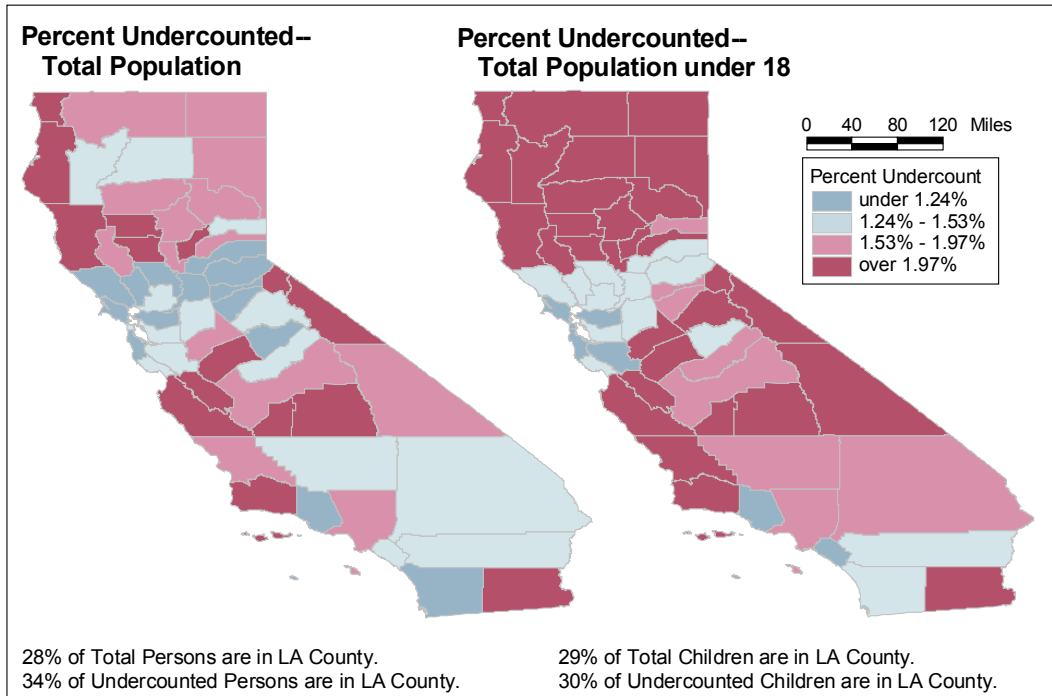 Percent Undercounted--
Total Population
Percent Undercounted--
Total Population under 18
0 40 80 120 Miles
Percent Undercount
under 1.24%
1.24% - 1.53%
1.53% - 1.97%
over 1.97%
28% of Total Persons are in LA County.
34% of Undercounted Persons are in LA County.
29% of Total Children are in LA County.
30% of Undercounted Children are in LA County.